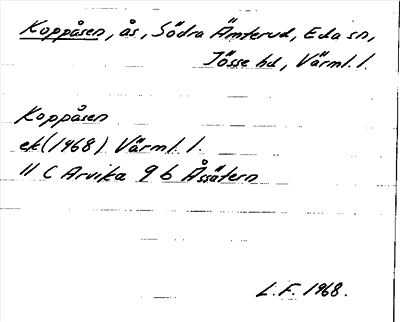 Koppåsen, ås, Södra Ämterud, Eda sn,
Jösse hd, Värml. l.
Koppåsen
ek (1968) Värml. l.
11 C Arvika 9 b Åssätern
L.F. 1968.